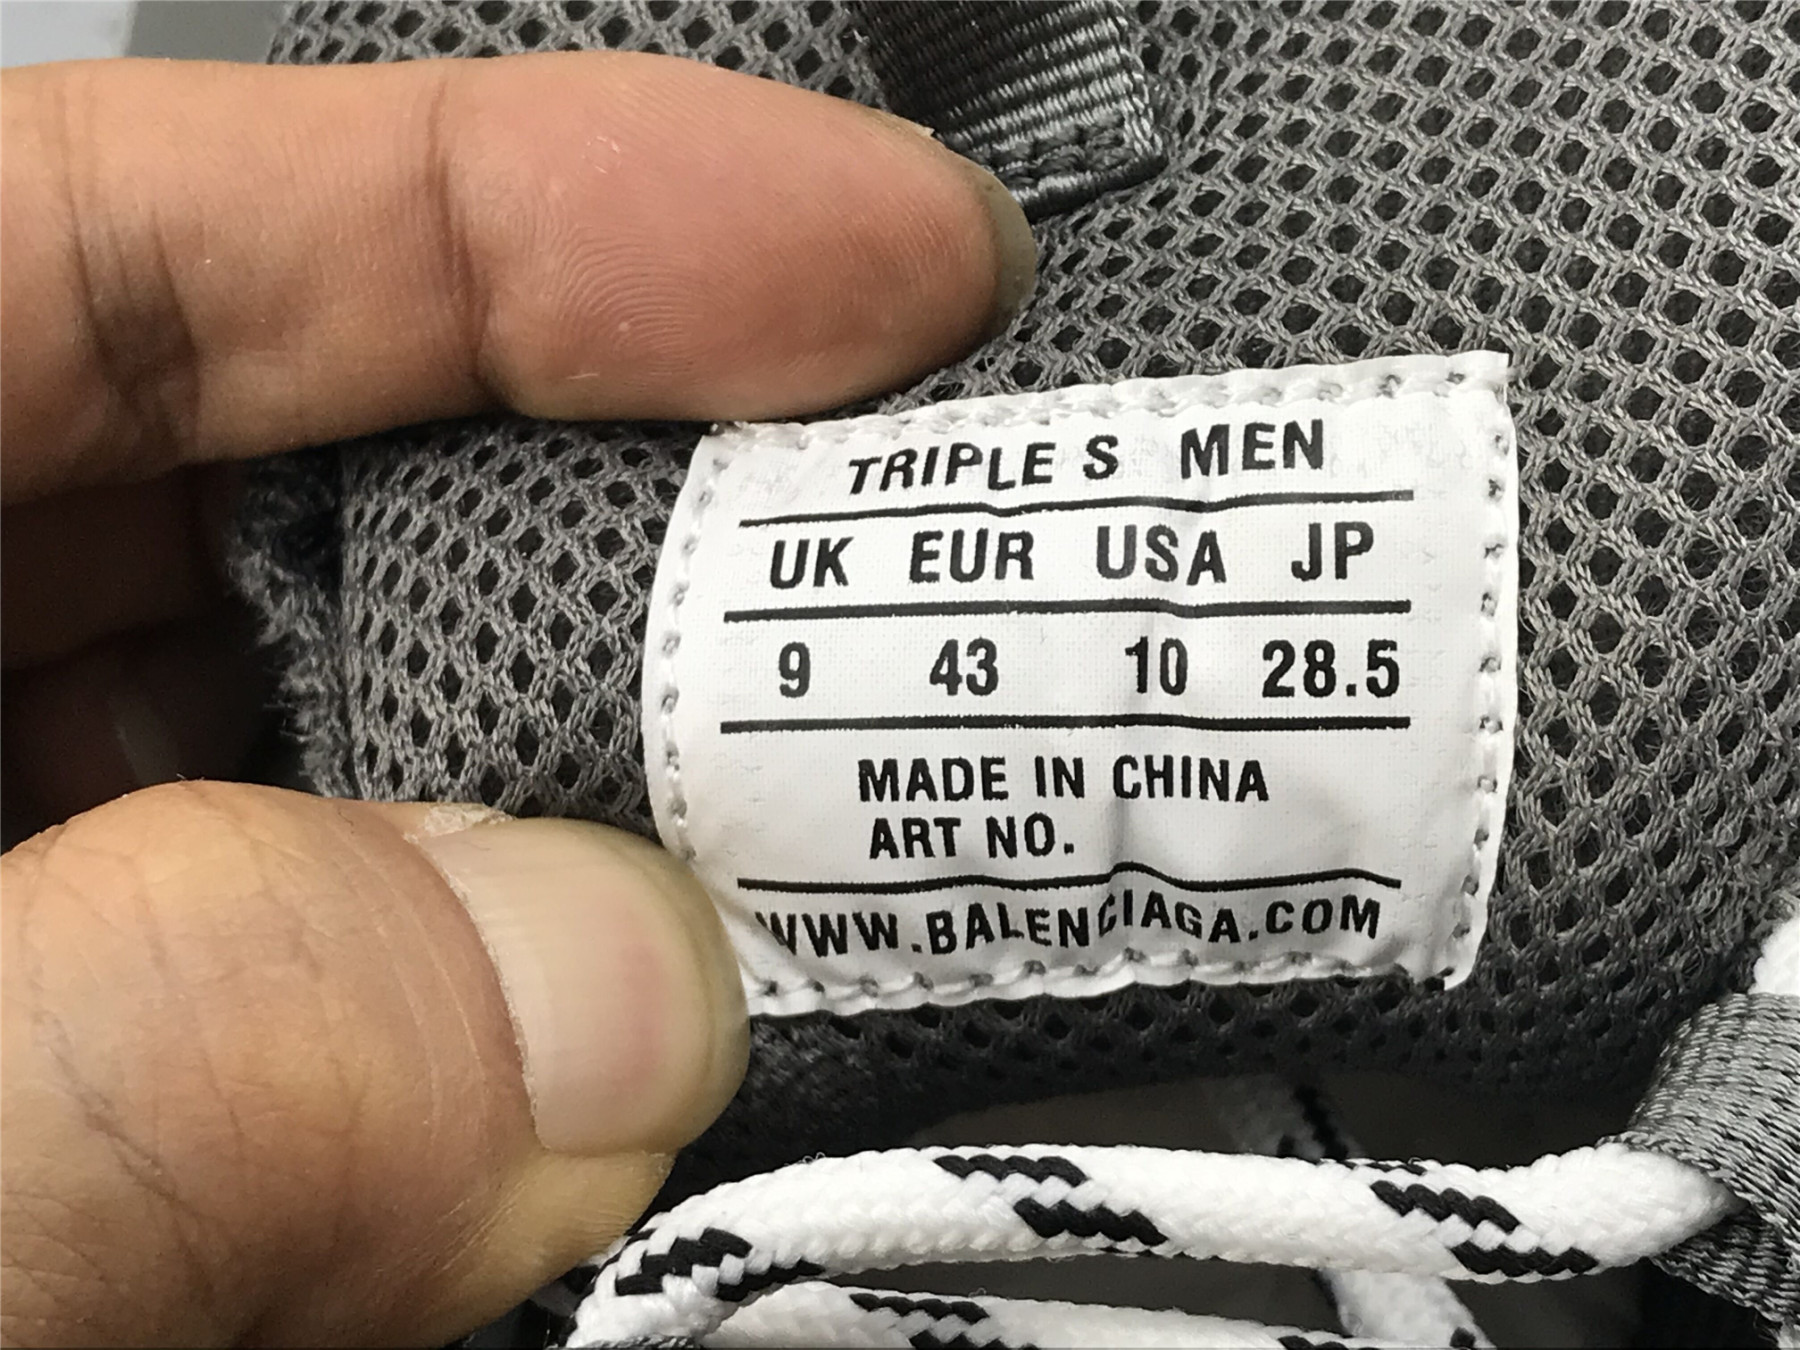 TRIPLE S MEN
UK EUR USA JP
9 43 10 28.5
MADE IN CHINA
ART NO.
WWW.BALENCIAGA.COM